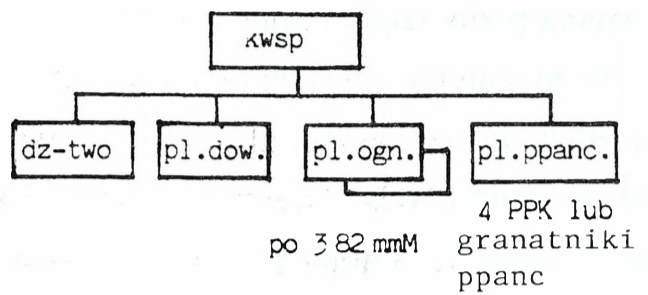 kwsp
dz-two
pl.dow.
pl.ogn.
pl.ppanc.
po 3 82 mmM
4 PPK lub
granatniki
ppanc